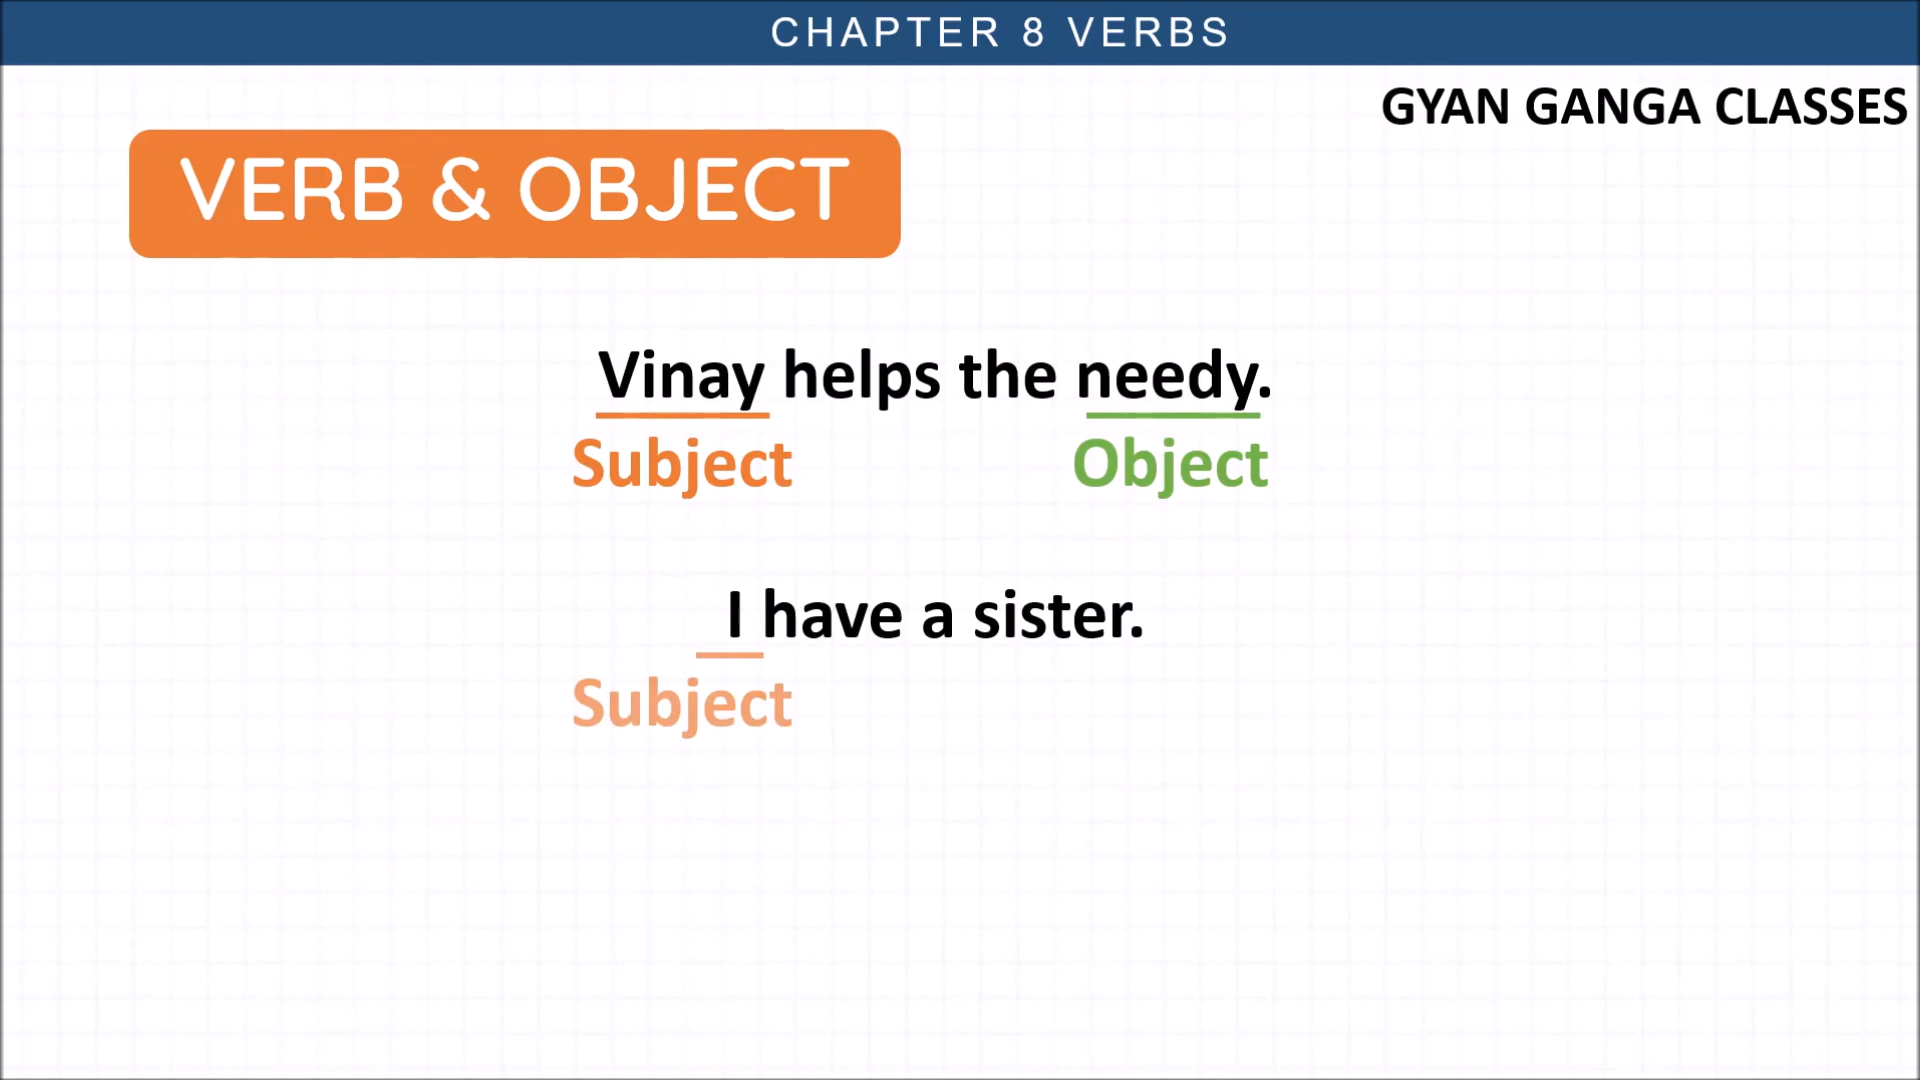 CHAPTER 8 VERBS
GYAN GANGA CLASSES
VERB & OBJECT
Vinay helps the needy.
Subject Object
I have a sister.
Subject